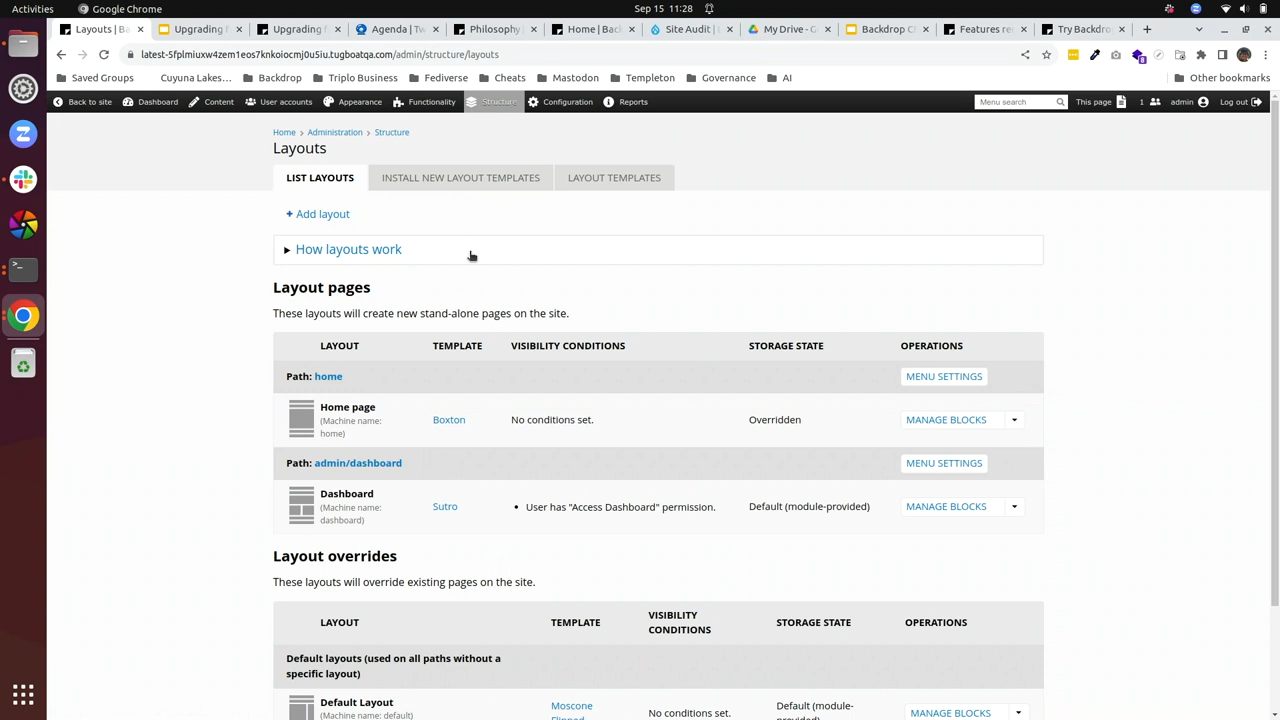 Activities
Google Chrome
Sep 15 11:28
Layouts | Ba
Upgrading f
Upgrading f
Agenda | Tw
Philosophy
Home | Back
Site Audit |
My Drive - G
Backdrop C
Features re
Try Backdro
latest-5fplmiuxw4zem1eos7knkoiocmj0u5iu.tugboatqa.com/admin/structure/layouts
Saved Groups
Cuyuna Lakes...
Backdrop
Triplo Business
Fediverse
Cheats
Mastodon
Templeton
Governance
AI
Other bookmarks
Back to site
Dashboard
Content
User accounts
Appearance
Functionality
Structure
Configuration
Reports
Menu search
This page
1
admin
Log out
Home › Administration › Structure
Layouts
LIST LAYOUTS
INSTALL NEW LAYOUT TEMPLATES
LAYOUT TEMPLATES
+ Add layout
How layouts work
Layout pages
These layouts will create new stand-alone pages on the site.
LAYOUT TEMPLATE VISIBILITY CONDITIONS STORAGE STATE OPERATIONS
Path: home
MENU SETTINGS
Home page
(Machine name:
home)
Boxton
No conditions set.
Overridden
MANAGE BLOCKS
Path: admin/dashboard
MENU SETTINGS
Dashboard
(Machine name:
dashboard)
Sutro
• User has "Access Dashboard" permission.
Default (module-provided)
MANAGE BLOCKS
Layout overrides
These layouts will override existing pages on the site.
LAYOUT
TEMPLATE
VISIBILITY
CONDITIONS
STORAGE STATE
OPERATIONS
Default layouts (used on all paths without a
specific layout)
Default Layout
(Machine name: default)
Moscone
Flipped
No conditions set.
Default (module-
provided)
MANAGE BLOCKS